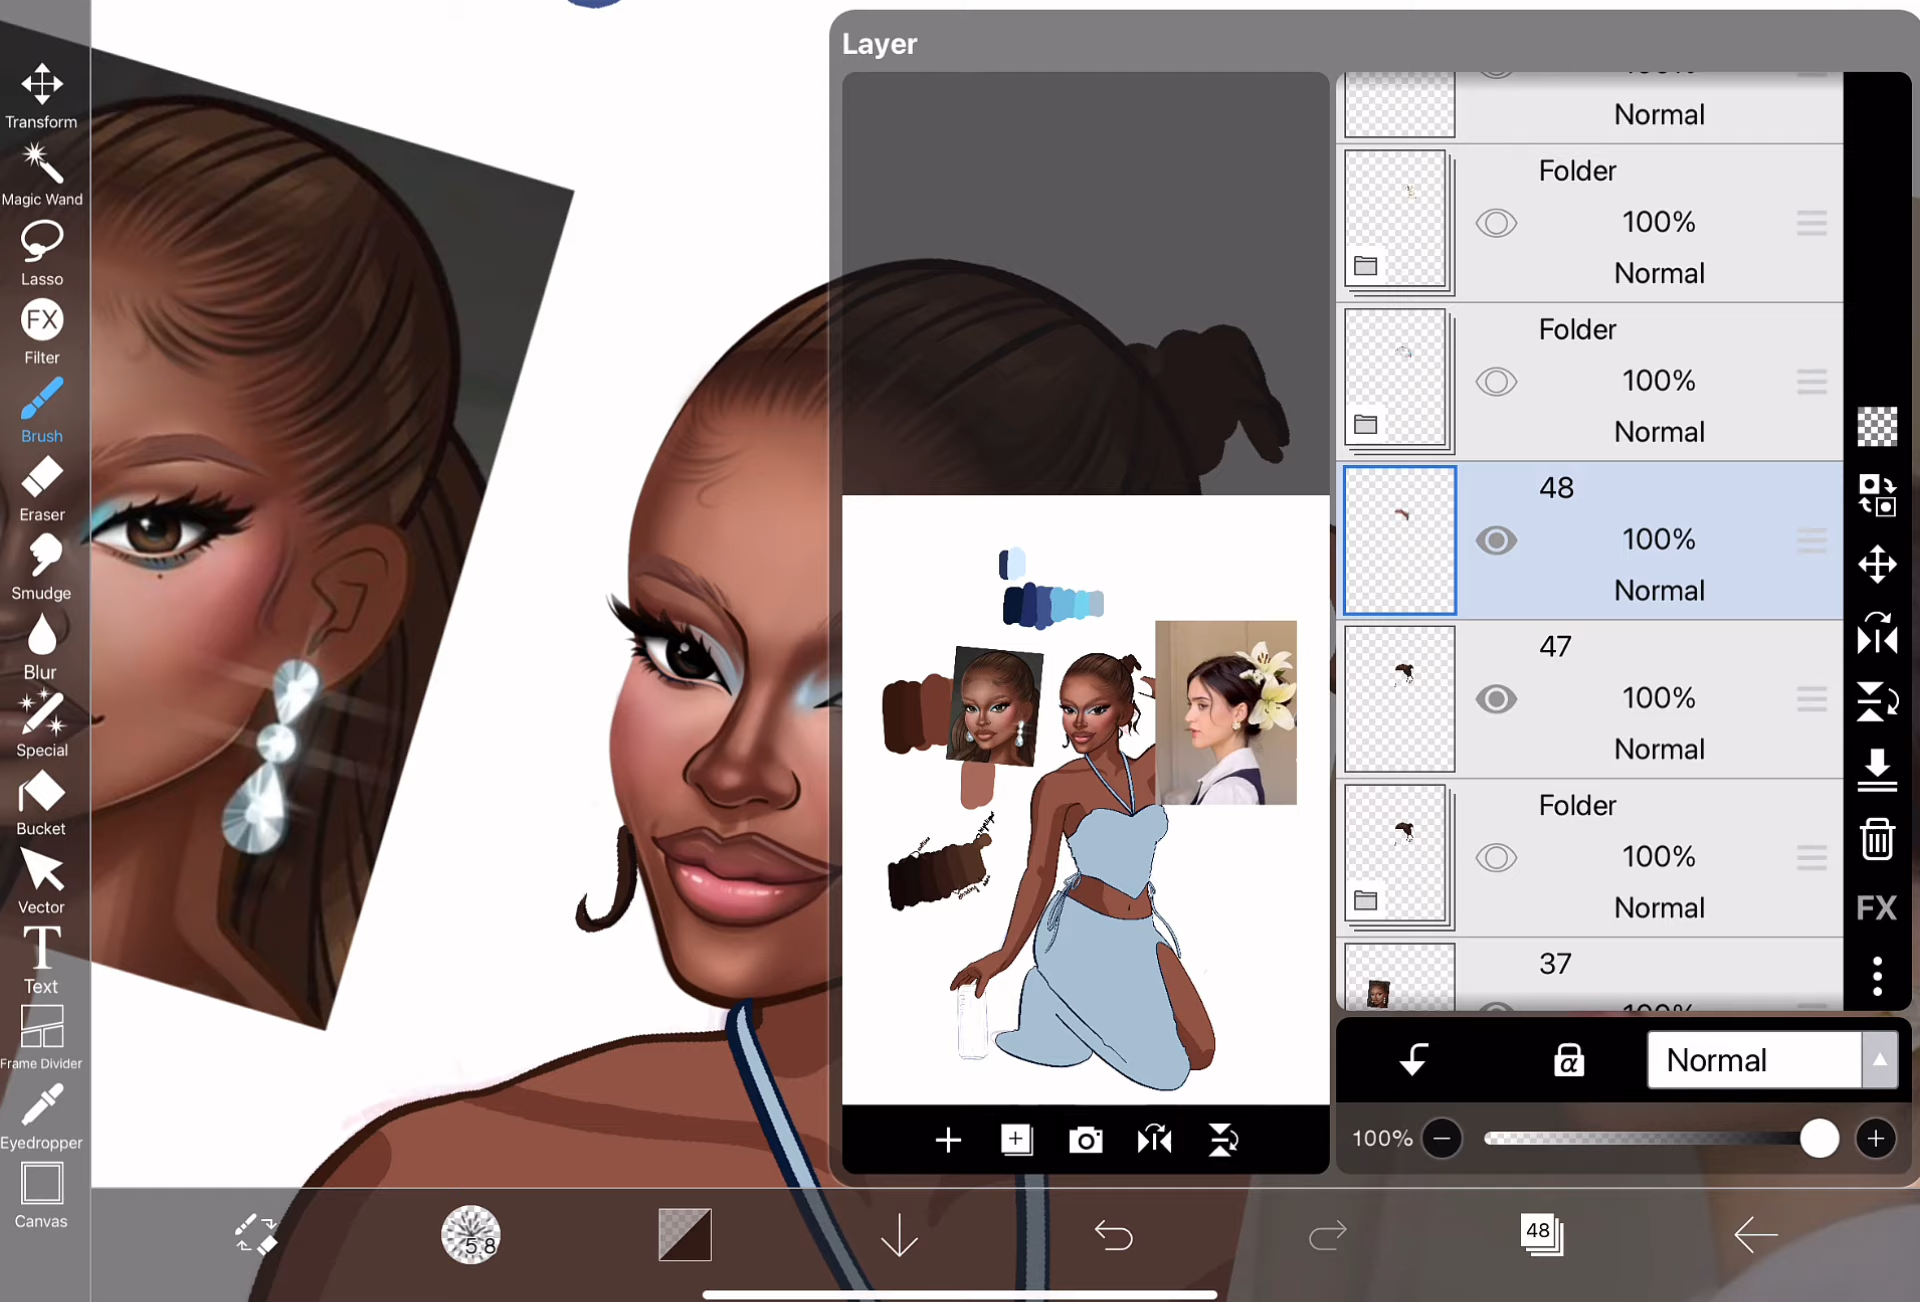 Layer
Transform
Magic Wand
Lasso
FX
Filter
Brush
Eraser
Smudge
Blur
Special
Bucket
Vector
T
Text
Frame Divider
Eyedropper
Canvas
Normal
Folder
100%
Normal
Folder
100%
Normal
48
100%
Normal
47
100%
Normal
Folder
100%
Normal
37
FX
α
Normal
100%
5.8
48